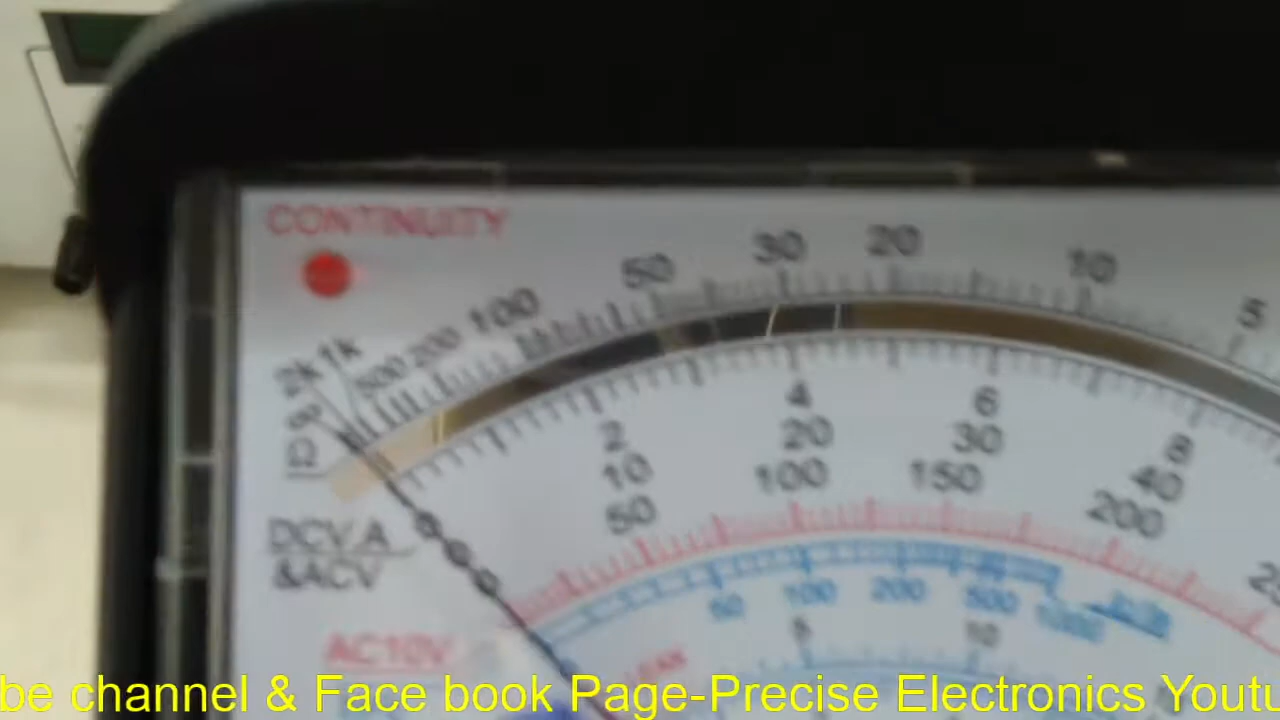 CONTINUITY
2k 1k 500 200 100 50 30 20 10 5
∞
Ω
2 4 6 8
10 20 30 40
50 100 150 200
DCV.A
&ACV
50 100 200 500 1000
AC10V
5 10
be channel & Face book Page-Precise Electronics Youtu